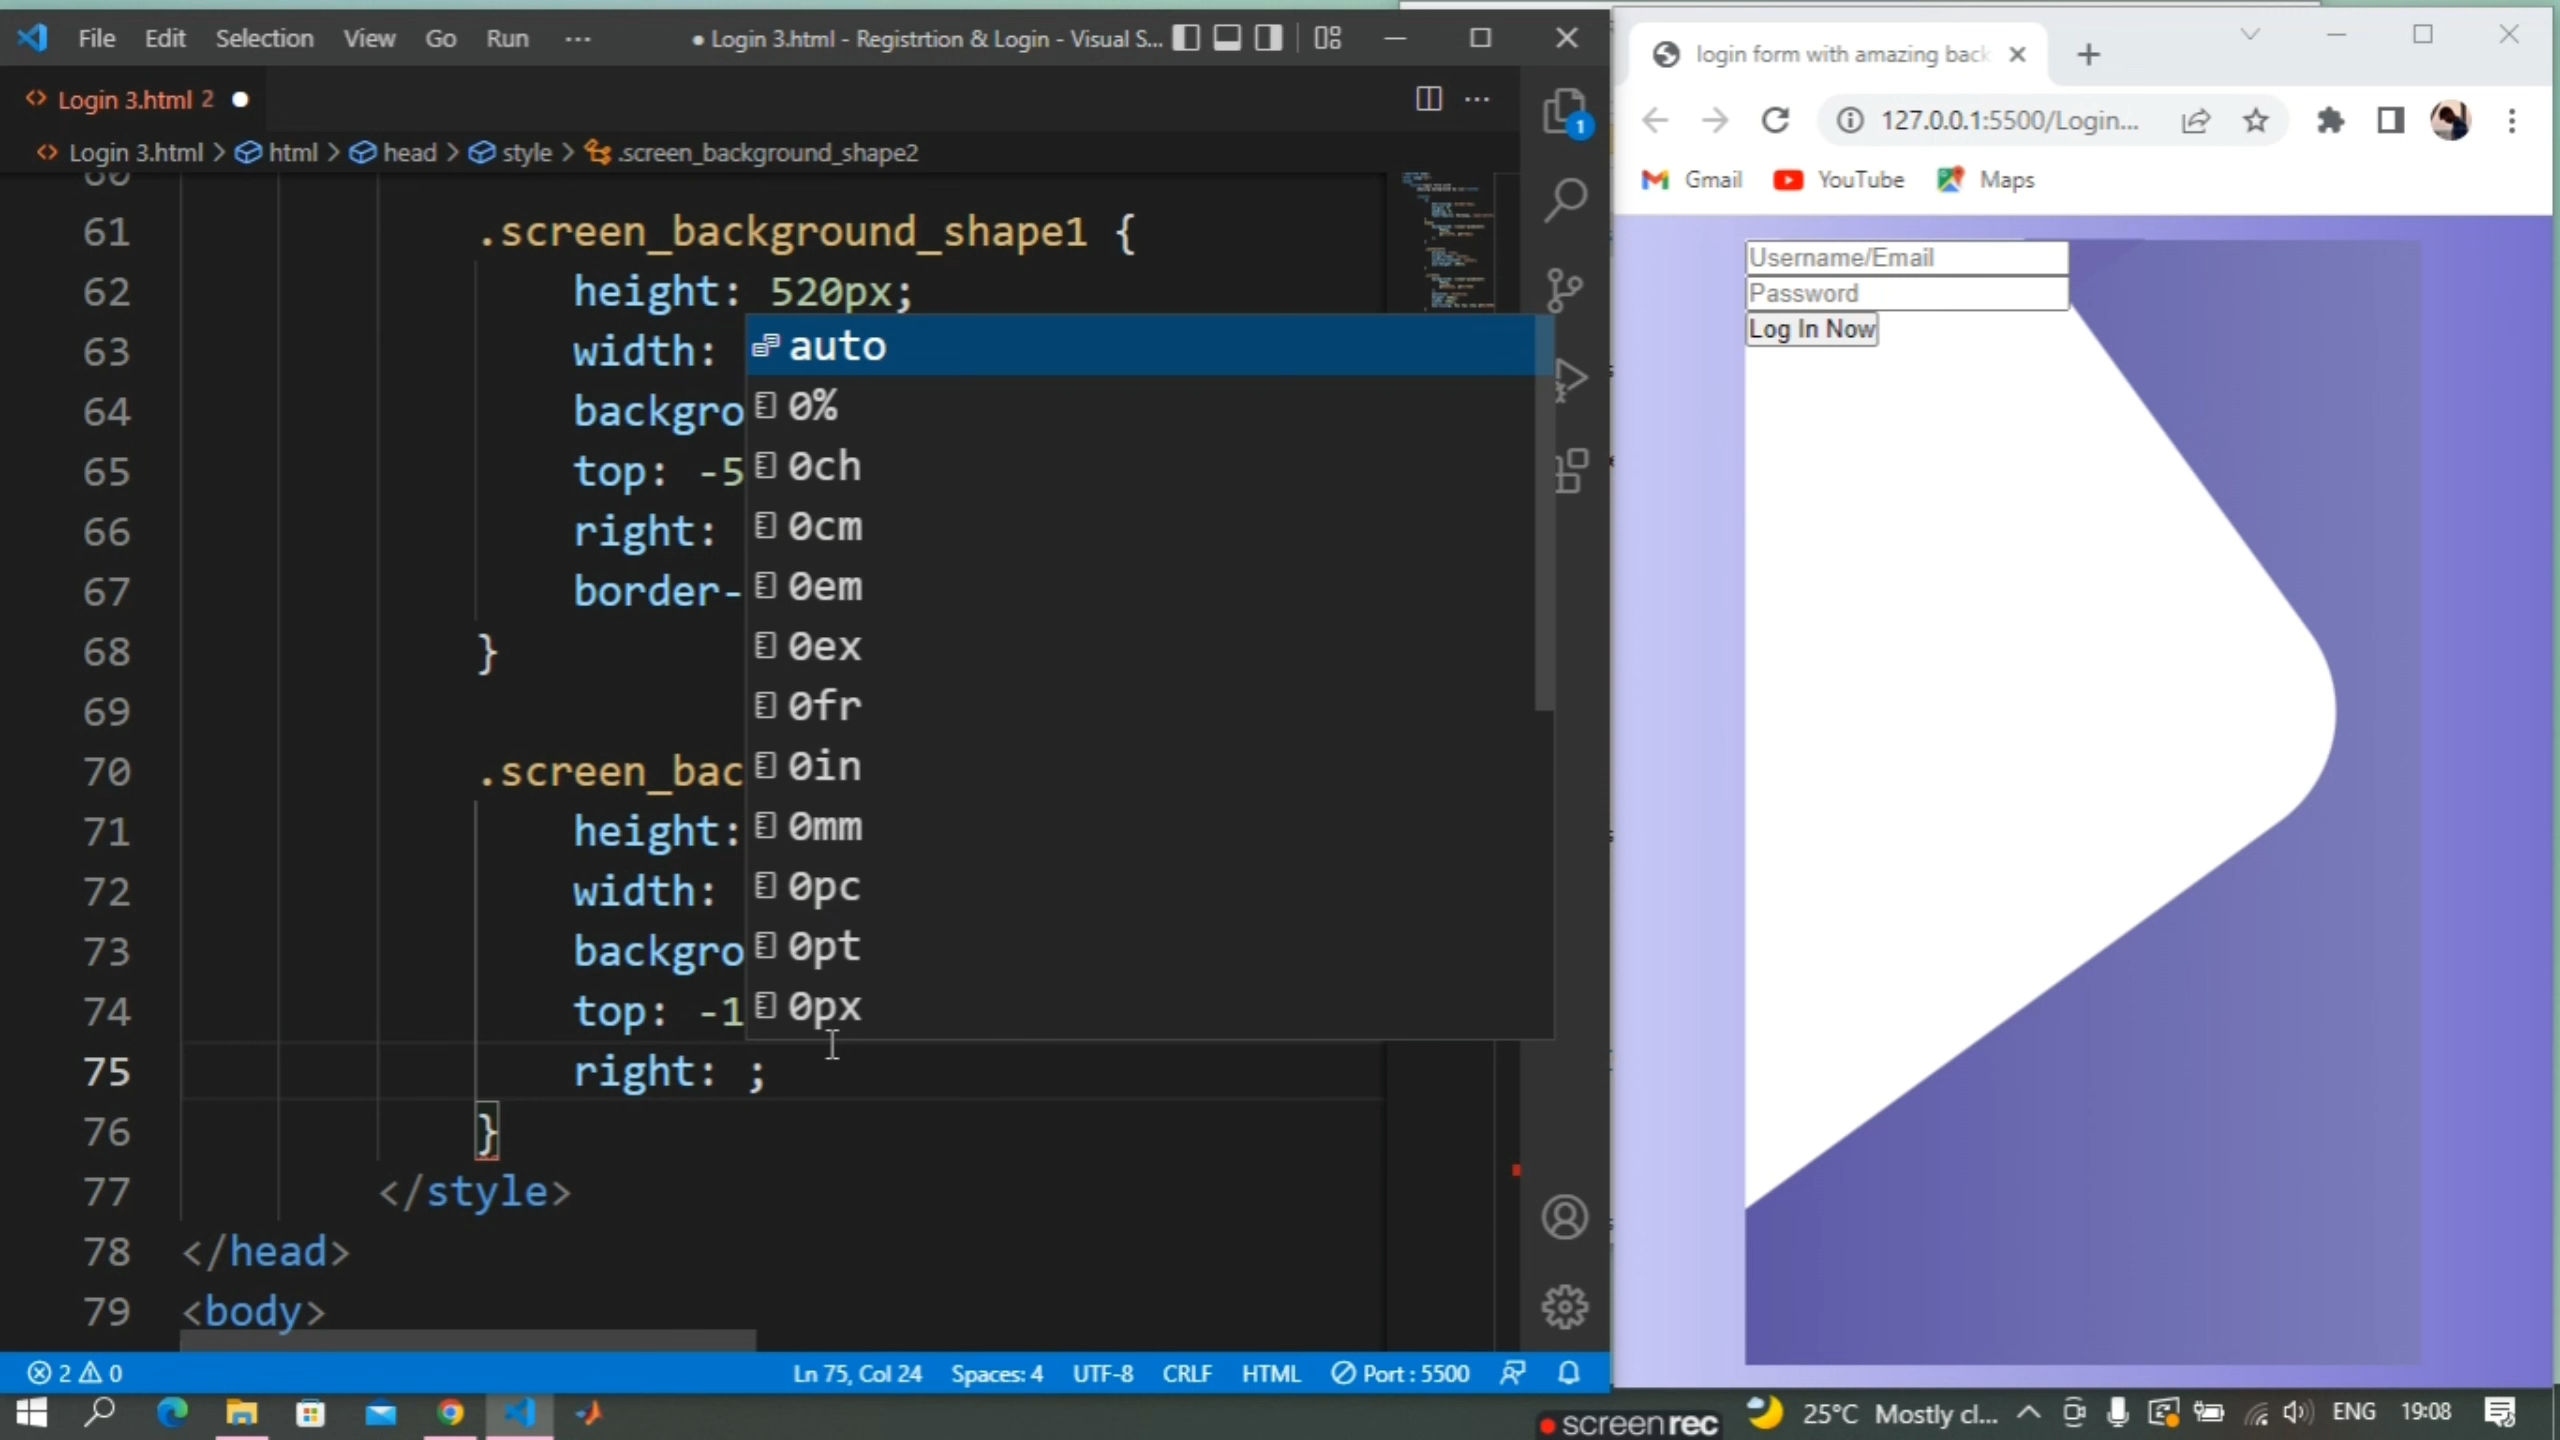 File Edit Selection View Go Run ··· ● Login 3.html - Registrtion & Login - Visual S...
Login 3.html 2
Login 3.html > html > head > style > .screen_background_shape2
60
61 .screen_background_shape1 {
62 height: 520px;
63 width:
64 backgro
65 top: -5
66 right:
67 border-
68 }
69
70 .screen_bac
71 height:
72 width:
73 backgro
74 top: -1
75 right: ;
76 }
77 </style>
78 </head>
79 <body>
auto
0%
0ch
0cm
0em
0ex
0fr
0in
0mm
0pc
0pt
0px
1
2 0 Ln 75, Col 24 Spaces: 4 UTF-8 CRLF HTML Port : 5500
login form with amazing back
127.0.0.1:5500/Login...
Gmail YouTube Maps
Username/Email
Password
Log In Now
screenrec
25°C Mostly cl... ENG 19:08